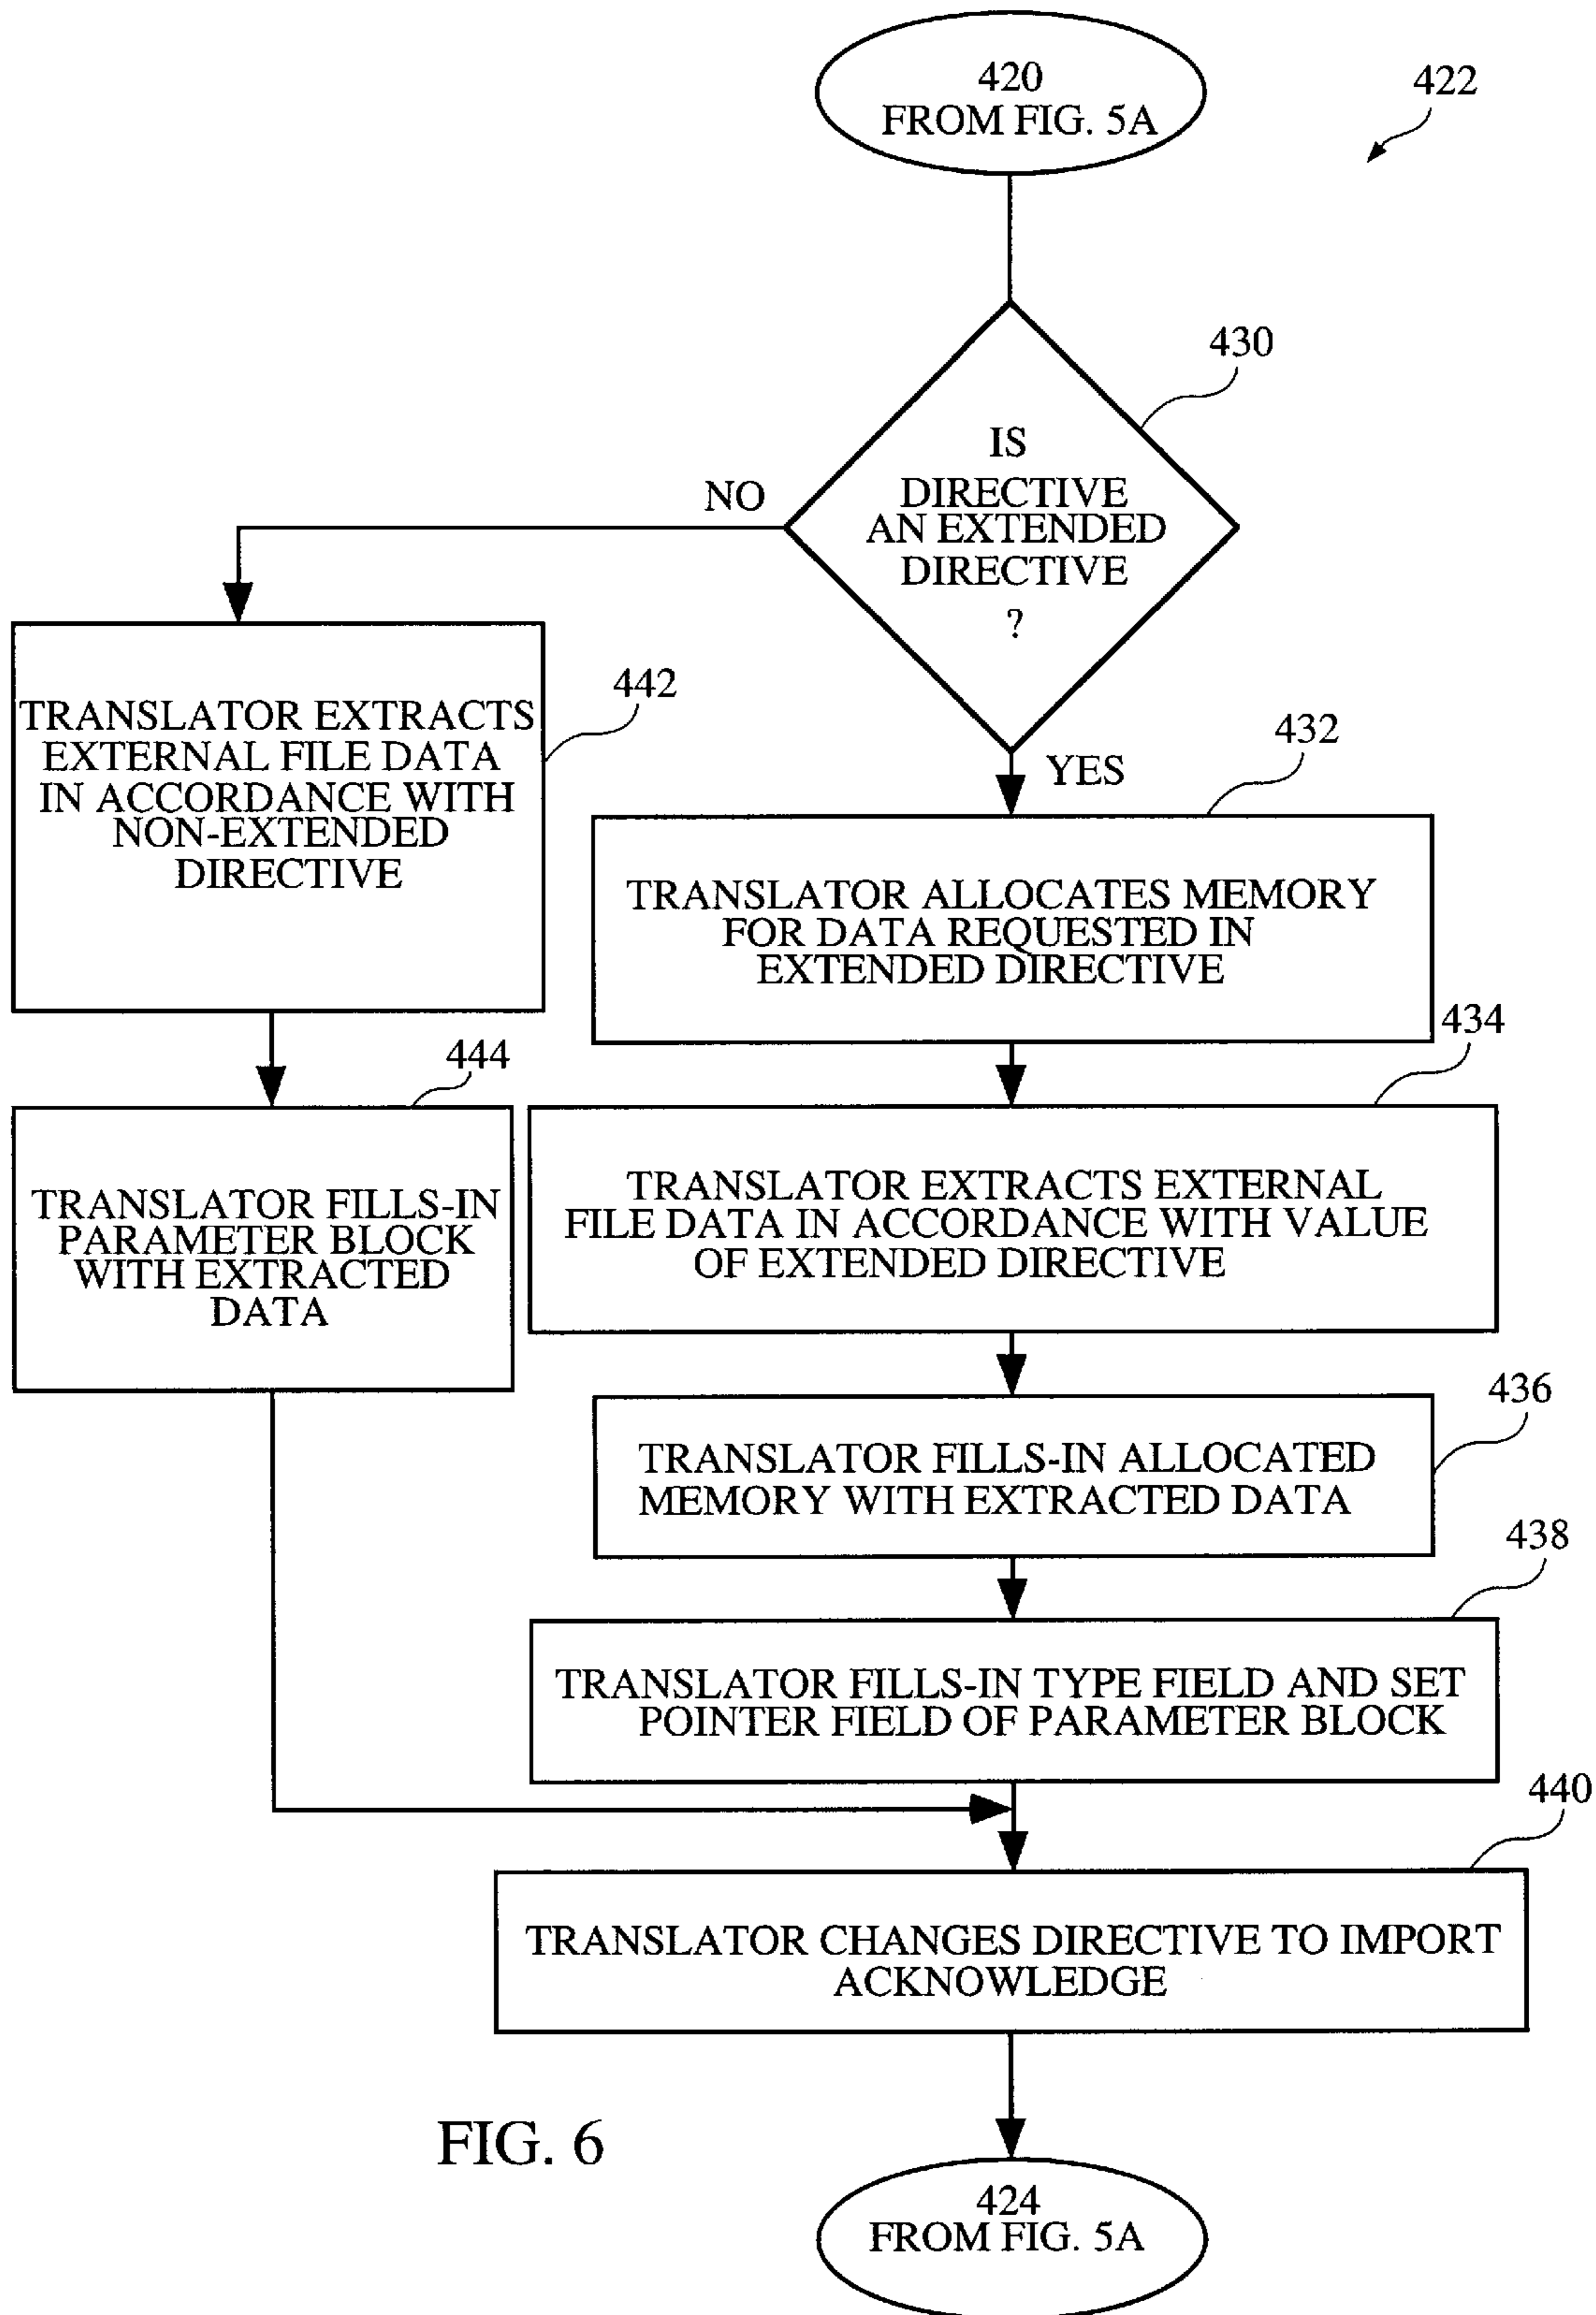 420
FROM FIG. 5A
422
430
IS
DIRECTIVE
AN EXTENDED
DIRECTIVE
?
NO
YES
442
TRANSLATOR EXTRACTS
EXTERNAL FILE DATA
IN ACCORDANCE WITH
NON-EXTENDED
DIRECTIVE
432
TRANSLATOR ALLOCATES MEMORY
FOR DATA REQUESTED IN
EXTENDED DIRECTIVE
444
TRANSLATOR FILLS-IN
PARAMETER BLOCK
WITH EXTRACTED
DATA
434
TRANSLATOR EXTRACTS EXTERNAL
FILE DATA IN ACCORDANCE WITH VALUE
OF EXTENDED DIRECTIVE
436
TRANSLATOR FILLS-IN ALLOCATED
MEMORY WITH EXTRACTED DATA
438
TRANSLATOR FILLS-IN TYPE FIELD AND SET
POINTER FIELD OF PARAMETER BLOCK
440
TRANSLATOR CHANGES DIRECTIVE TO IMPORT
ACKNOWLEDGE
FIG. 6
424
FROM FIG. 5A